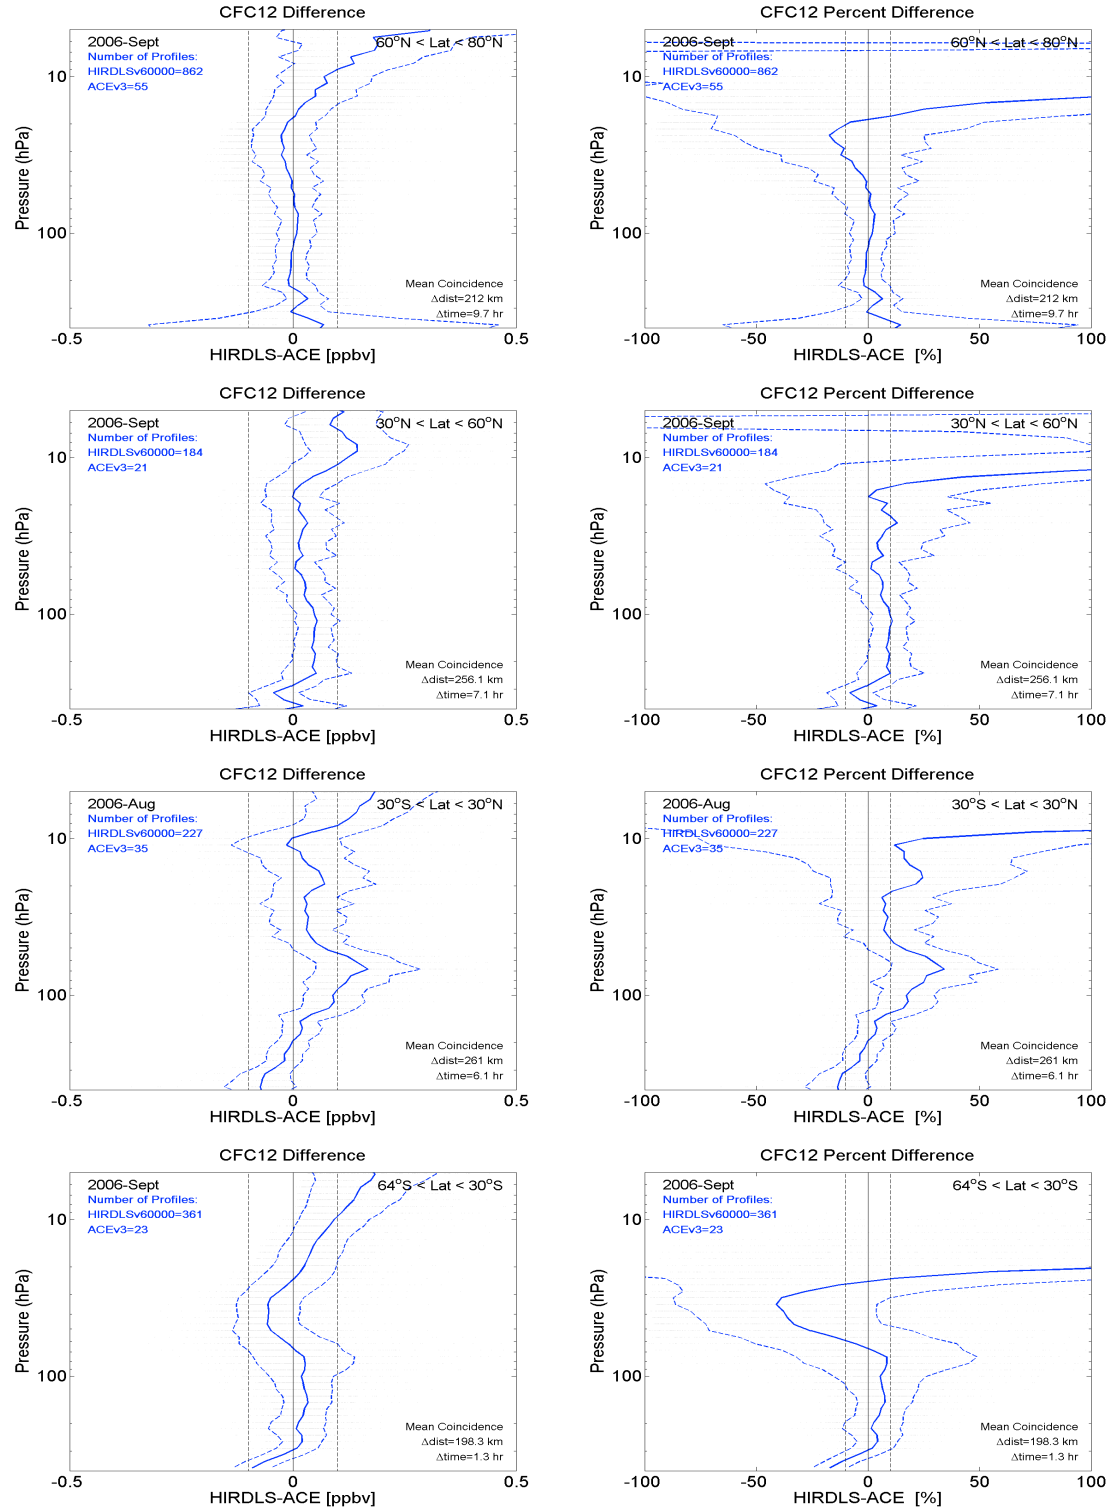 CFC12 Difference
2006-Sept
60°N < Lat < 80°N
Number of Profiles:
HIRDLSv60000=862
ACEv3=55
10
100
Pressure (hPa)
Mean Coincidence
Δdist=212 km
Δtime=9.7 hr
-0.5
0
0.5
HIRDLS-ACE [ppbv]
CFC12 Percent Difference
2006-Sept
60°N < Lat < 80°N
Number of Profiles:
HIRDLSv60000=862
ACEv3=55
10
100
Pressure (hPa)
Mean Coincidence
Δdist=212 km
Δtime=9.7 hr
-100
-50
0
50
100
HIRDLS-ACE [%]
CFC12 Difference
2006-Sept
30°N < Lat < 60°N
Number of Profiles:
HIRDLSv60000=184
ACEv3=21
10
100
Pressure (hPa)
Mean Coincidence
Δdist=256.1 km
Δtime=7.1 hr
-0.5
0
0.5
HIRDLS-ACE [ppbv]
CFC12 Percent Difference
2006-Sept
30°N < Lat < 60°N
Number of Profiles:
HIRDLSv60000=184
ACEv3=21
10
100
Pressure (hPa)
Mean Coincidence
Δdist=256.1 km
Δtime=7.1 hr
-100
-50
0
50
100
HIRDLS-ACE [%]
CFC12 Difference
2006-Aug
30°S < Lat < 30°N
Number of Profiles:
HIRDLSv60000=227
ACEv3=35
10
100
Pressure (hPa)
Mean Coincidence
Δdist=261 km
Δtime=6.1 hr
-0.5
0
0.5
HIRDLS-ACE [ppbv]
CFC12 Percent Difference
2006-Aug
30°S < Lat < 30°N
Number of Profiles:
HIRDLSv60000=227
ACEv3=35
10
100
Pressure (hPa)
Mean Coincidence
Δdist=261 km
Δtime=6.1 hr
-100
-50
0
50
100
HIRDLS-ACE [%]
CFC12 Difference
2006-Sept
64°S < Lat < 30°S
Number of Profiles:
HIRDLSv60000=361
ACEv3=23
10
100
Pressure (hPa)
Mean Coincidence
Δdist=198.3 km
Δtime=1.3 hr
-0.5
0
0.5
HIRDLS-ACE [ppbv]
CFC12 Percent Difference
2006-Sept
64°S < Lat < 30°S
Number of Profiles:
HIRDLSv60000=361
ACEv3=23
10
100
Pressure (hPa)
Mean Coincidence
Δdist=198.3 km
Δtime=1.3 hr
-100
-50
0
50
100
HIRDLS-ACE [%]